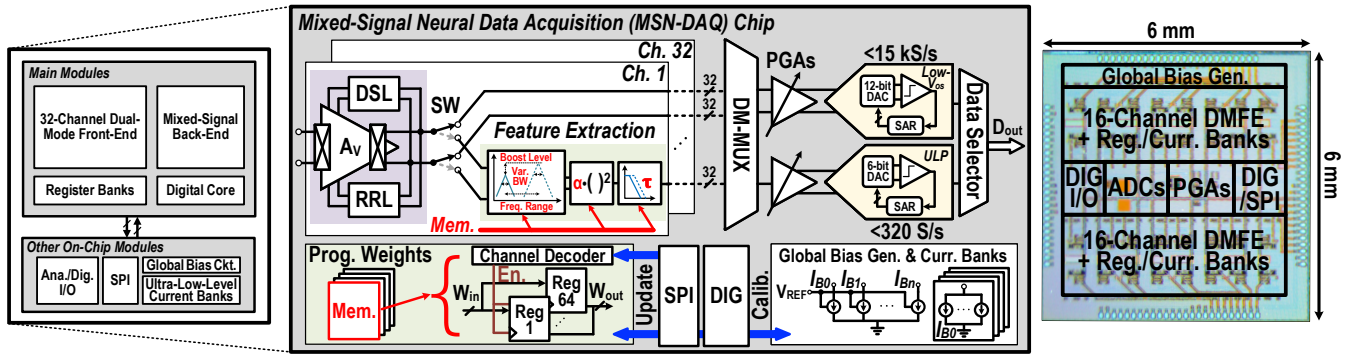 Main Modules
32-Channel Dual-
Mode Front-End
Mixed-Signal
Back-End
Register Banks
Digital Core
Other On-Chip Modules
Ana./Dig.
I/O
SPI
Global Bias Ckt.
Ultra-Low-Level
Current Banks
Mixed-Signal Neural Data Acquisition (MSN-DAQ) Chip
Ch. 32
Ch. 1
DSL
AV
RRL
SW
Feature Extraction
Boost Level
Var.
BW
Freq. Range
α·( )²
τ
Mem.
32
32
32
DM-MUX
PGAs
<15 kS/s
12-bit
DAC
Low-
Vos
SAR
6-bit
DAC
ULP
SAR
<320 S/s
Data Selector
Dout
Prog. Weights
Mem.
Channel Decoder
En.
Win
Reg
1
Reg
64
Wout
Update
SPI
DIG
Calib.
Global Bias Gen. & Curr. Banks
VREF
IB0
IB1
IBn
IB0
6 mm
6 mm
Global Bias Gen.
16-Channel DMFE
+ Reg./Curr. Banks
DIG
I/O
ADCs
PGAs
DIG
/SPI
16-Channel DMFE
+ Reg./Curr. Banks